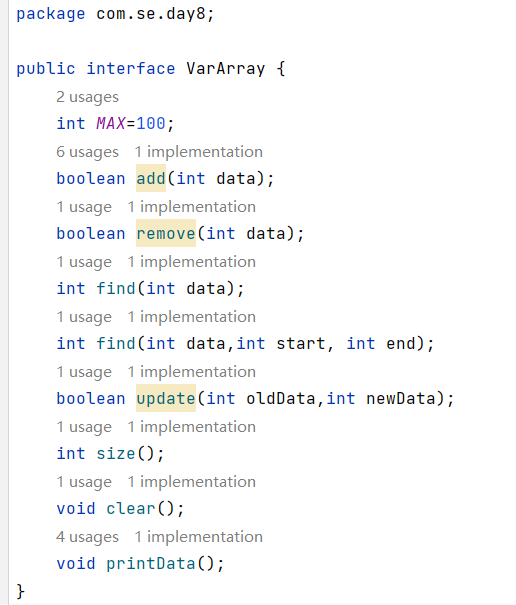 package com.se.day8;
public interface VarArray {
2 usages
int MAX=100;
6 usages 1 implementation
boolean add(int data);
1 usage 1 implementation
boolean remove(int data);
1 usage 1 implementation
int find(int data);
1 usage 1 implementation
int find(int data,int start, int end);
1 usage 1 implementation
boolean update(int oldData,int newData);
1 usage 1 implementation
int size();
1 usage 1 implementation
void clear();
4 usages 1 implementation
void printData();
}